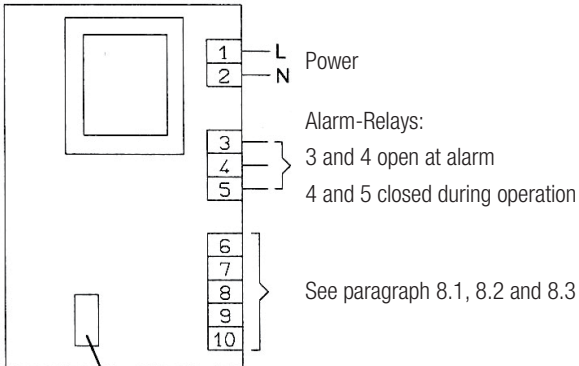 1 L
2 N
Power
Alarm-Relays:
3
3 and 4 open at alarm
4
4 and 5 closed during operation
5
6
7
8
See paragraph 8.1, 8.2 and 8.3
9
10